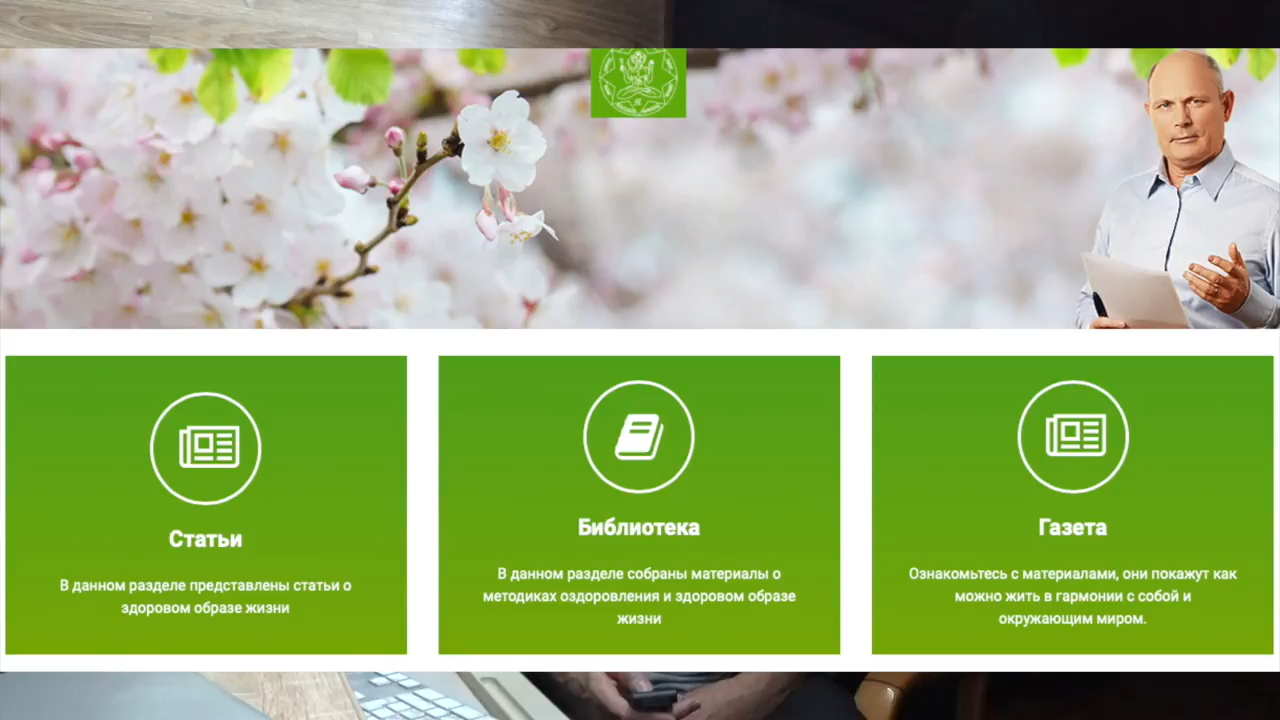 Статьи
В данном разделе представлены статьи о
здоровом образе жизни
Библиотека
В данном разделе собраны материалы о
методиках оздоровления и здоровом образе
жизни
Газета
Ознакомьтесь с материалами, они покажут как
можно жить в гармонии с собой и
окружающим миром.